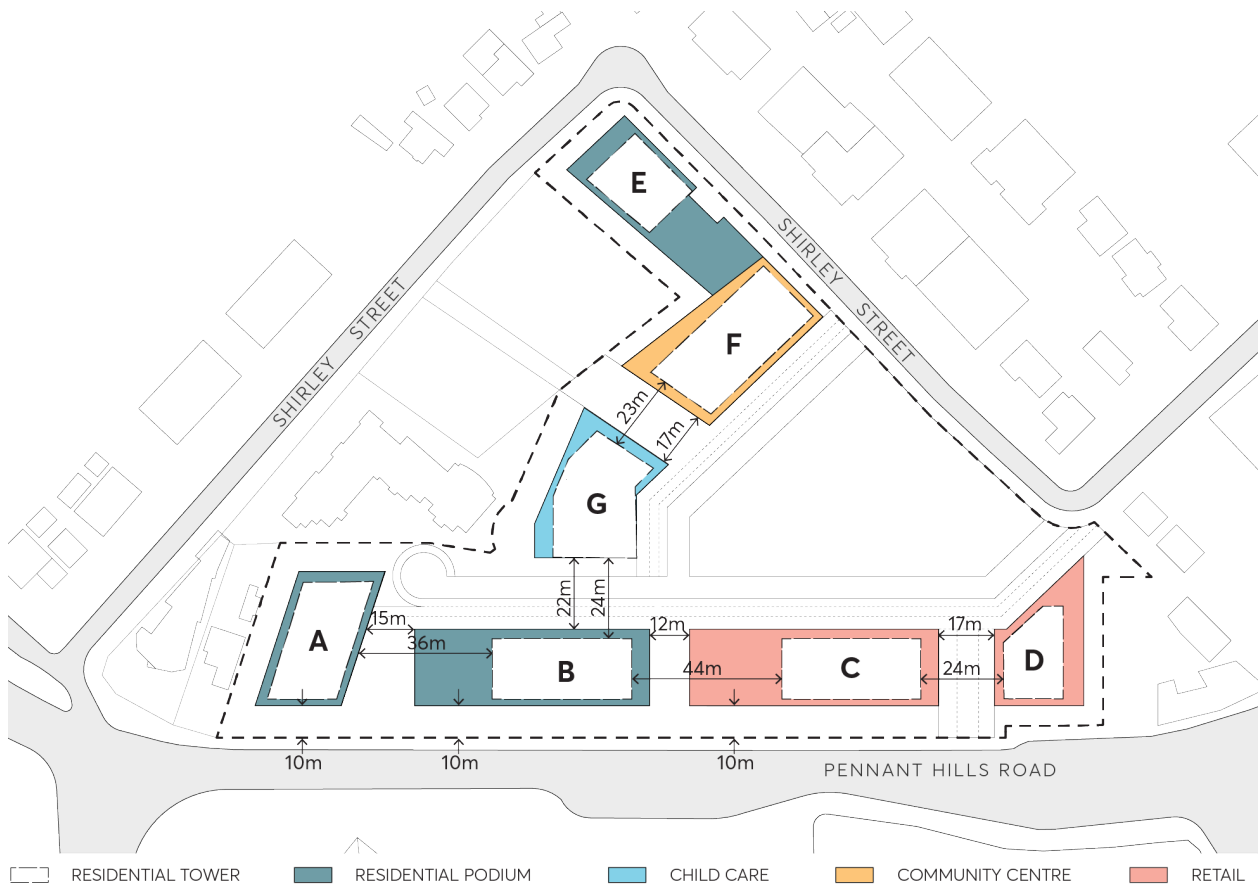 E
SHIRLEY STREET
SHIRLEY STREET
F
23m
17m
G
22m
24m
15m
36m
12m
44m
17m
24m
A
B
C
D
10m
10m
10m
PENNANT HILLS ROAD
RESIDENTIAL TOWER
RESIDENTIAL PODIUM
CHILD CARE
COMMUNITY CENTRE
RETAIL